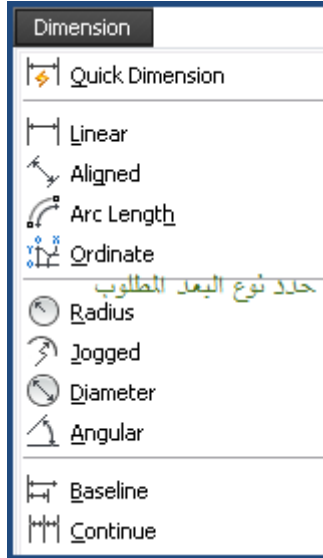 Dimension
Quick Dimension
Linear
Aligned
Arc Length
Ordinate
حدد نوع البعد المطلوب
Radius
Jogged
Diameter
Angular
Baseline
Continue